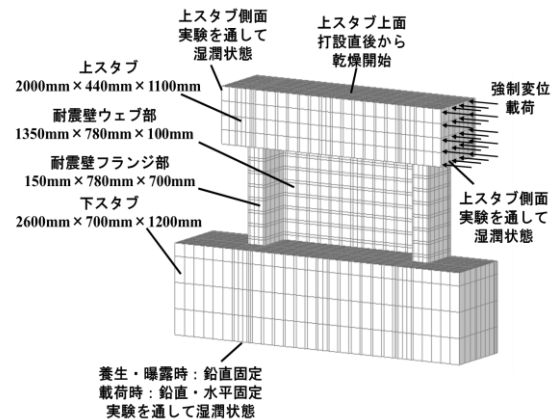 上スタブ側面
実験を通して
湿潤状態
上スタブ上面
打設直後から
乾燥開始
上スタブ
2000mm×440mm×1100mm
強制変位
載荷
耐震壁ウェブ部
1350mm×780mm×100mm
耐震壁フランジ部
150mm×780mm×700mm
下スタブ
2600mm×700mm×1200mm
上スタブ側面
実験を通して
湿潤状態
養生・曝露時：鉛直固定
載荷時：鉛直・水平固定
実験を通して湿潤状態